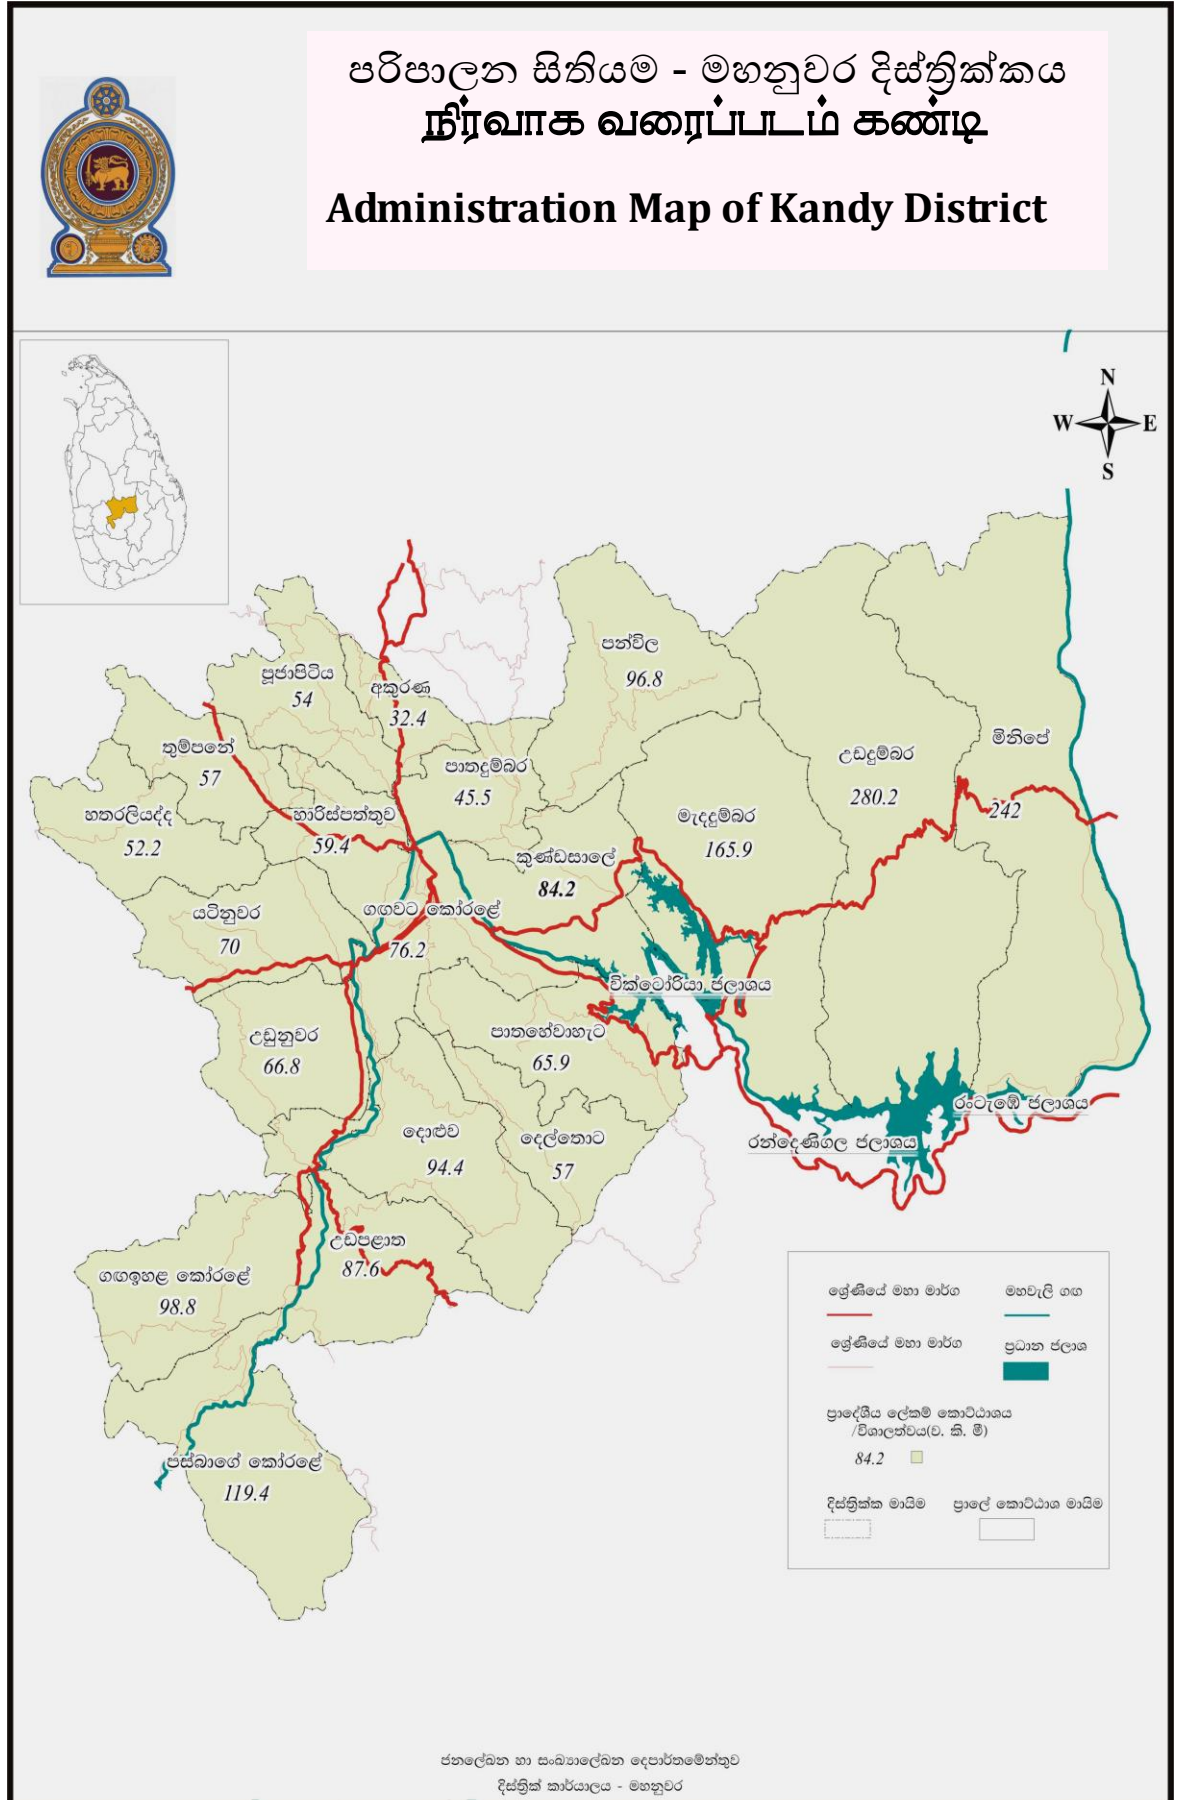 පරිපාලන සිතියම - මහනුවර දිස්ත්‍රික්කය
நிர்வாக வரைப்படம் கண்டி
Administration Map of Kandy District
N
W E
S
පන්විල
96.8
පූජාපිටිය
54
අකුරණ
32.4
තුම්පනේ
57
පාතදුම්බර
45.5
උඩදුම්බර
280.2
මිනිපේ
242
හතරලියද්ද
52.2
හාරිස්පත්තුව
59.4
මැදදුම්බර
165.9
කුණ්ඩසාලේ
84.2
යටිනුවර
70
ගඟවට කෝරළේ
76.2
වික්ටෝරියා ජලාශය
උඩුනුවර
66.8
පාතහේවාහැට
65.9
රංටැඹේ ජලාශය
රන්දෙණිගල ජලාශය
දොළුව
94.4
දෙල්තොට
57
උඩපළාත
87.6
ගඟඉහළ කෝරළේ
98.8
පස්බාගේ කෝරළේ
119.4
ශ්‍රේණියේ මහා මාර්ග මහවැලි ගඟ
ශ්‍රේණියේ මහා මාර්ග ප්‍රධාන ජලාශ
ප්‍රාදේශීය ලේකම් කොට්ඨාශය
/විශාලත්වය(ව. කි. මී)
84.2
දිස්ත්‍රික්ක මායිම ප්‍රාලේ කොට්ඨාශ මායිම
ජනලේඛන හා සංඛ්‍යාලේඛන දෙපාර්තමේන්තුව
දිස්ත්‍රික් කාර්යාලය - මහනුවර